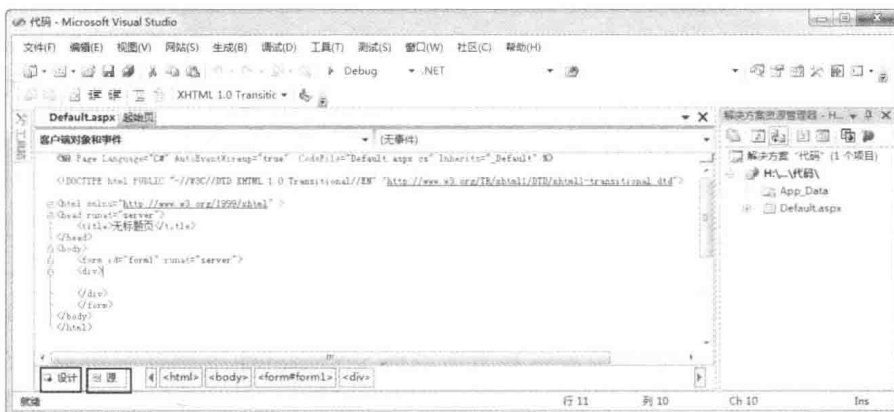 代码 - Microsoft Visual Studio
文件(F) 编辑(E) 视图(V) 网站(S) 生成(B) 调试(D) 工具(T) 测试(S) 窗口(W) 社区(C) 帮助(H)
Debug .NET
XHTML 1.0 Transitic
工具箱
Default.aspx 起始页
客户端对象和事件 (无事件)
<%@ Page Language="C#" AutoEventWireup="true" CodeFile="Default.aspx.cs" Inherits="_Default" %>
<!DOCTYPE html PUBLIC "-//W3C//DTD XHTML 1.0 Transitional//EN" "http://www.w3.org/TR/xhtml1/DTD/xhtml1-transitional.dtd">
<html xmlns="http://www.w3.org/1999/xhtml" >
<head runat="server">
<title>无标题页</title>
</head>
<body>
<form id="form1" runat="server">
<div>
</div>
</form>
</body>
</html>
设计 源 <html> <body> <form#form1> <div>
解决方案资源管理器 - H...
解决方案 "代码" (1 个项目)
H:\...\代码\
App_Data
Default.aspx
就绪 行 11 列 10 Ch 10 Ins